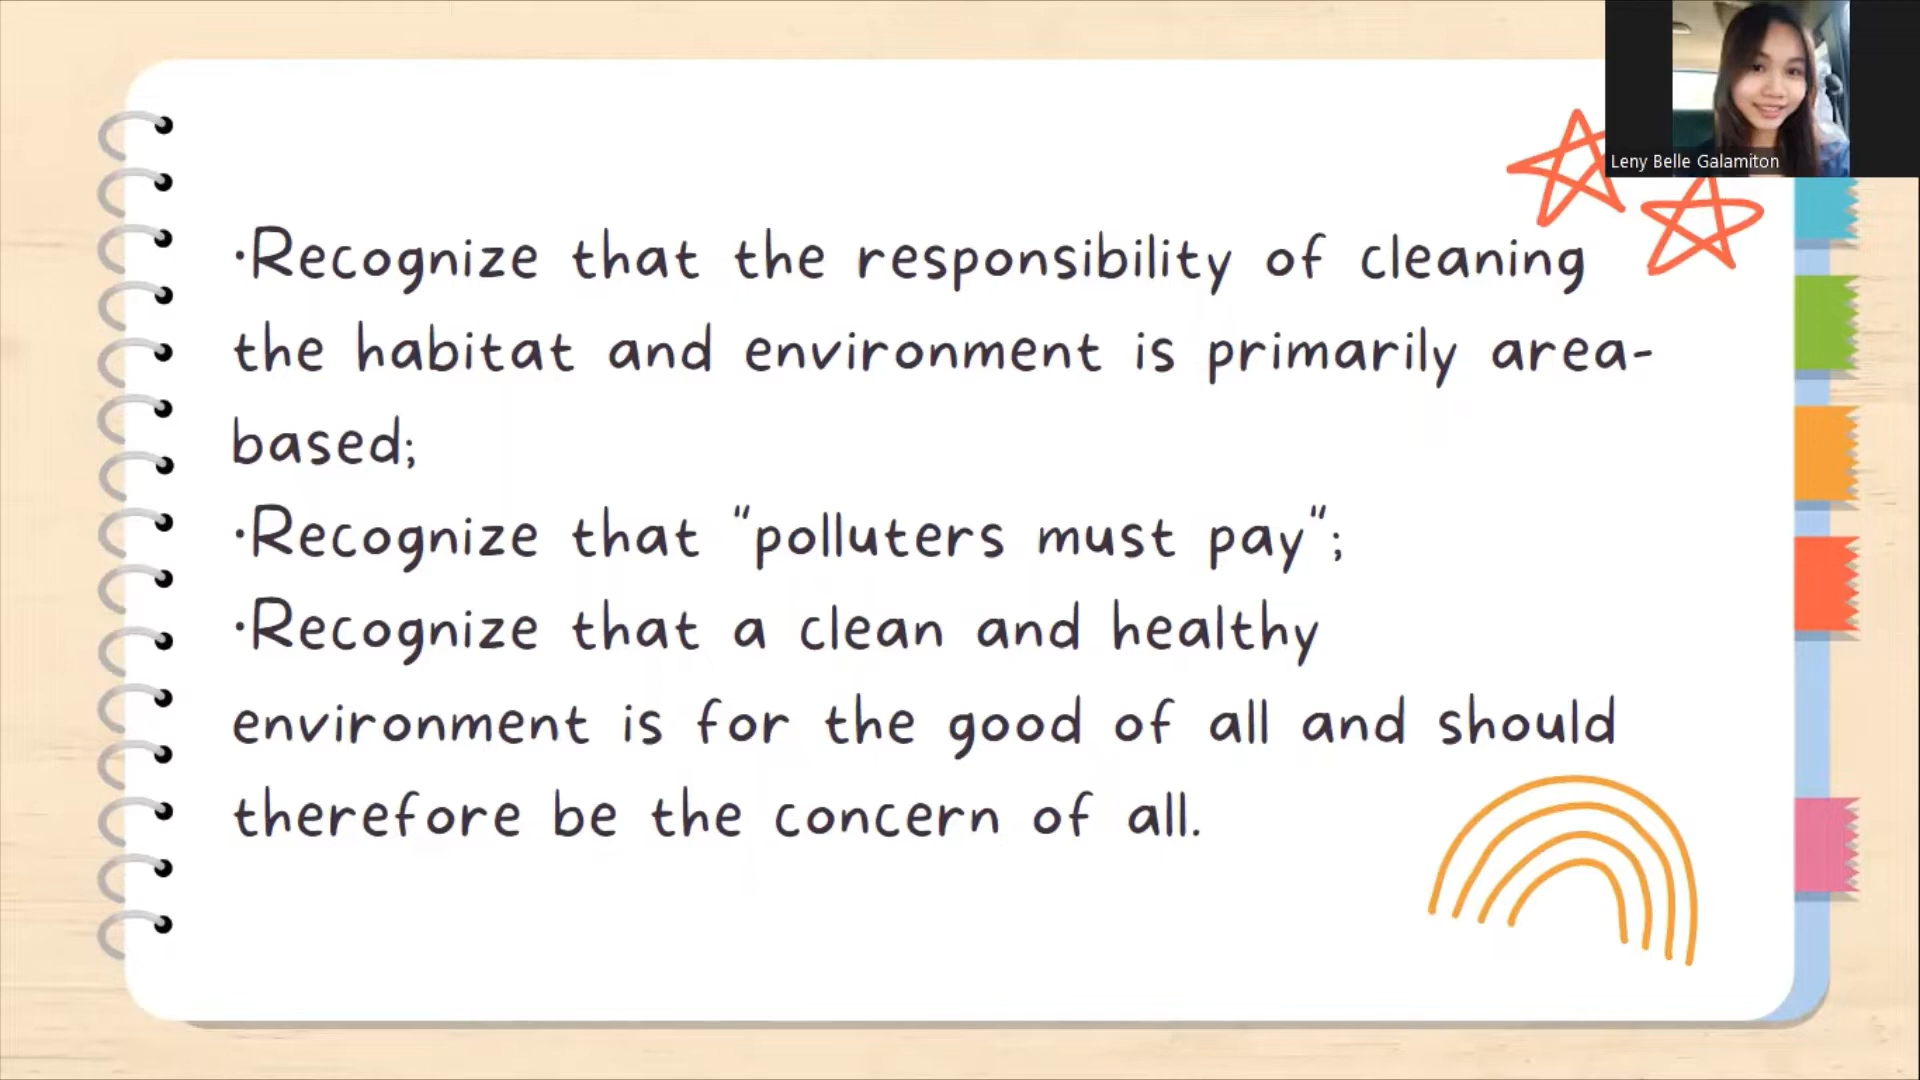 Leny Belle Galamiton
·Recognize that the responsibility of cleaning
the habitat and environment is primarily area-
based;
·Recognize that “polluters must pay”;
·Recognize that a clean and healthy
environment is for the good of all and should
therefore be the concern of all.